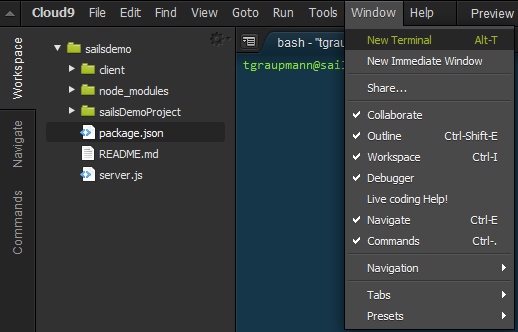 Cloud9 File Edit Find View Goto Run Tools Window Help Preview
Workspace
Navigate
Commands
sailsdemo
client
node_modules
sailsDemoProject
package.json
README.md
server.js
bash - "tgraupmann
tgraupmann@sail
New Terminal Alt-T
New Immediate Window
Share...
Collaborate
Outline Ctrl-Shift-E
Workspace Ctrl-I
Debugger
Live coding Help!
Navigate Ctrl-E
Commands Ctrl-.
Navigation
Tabs
Presets